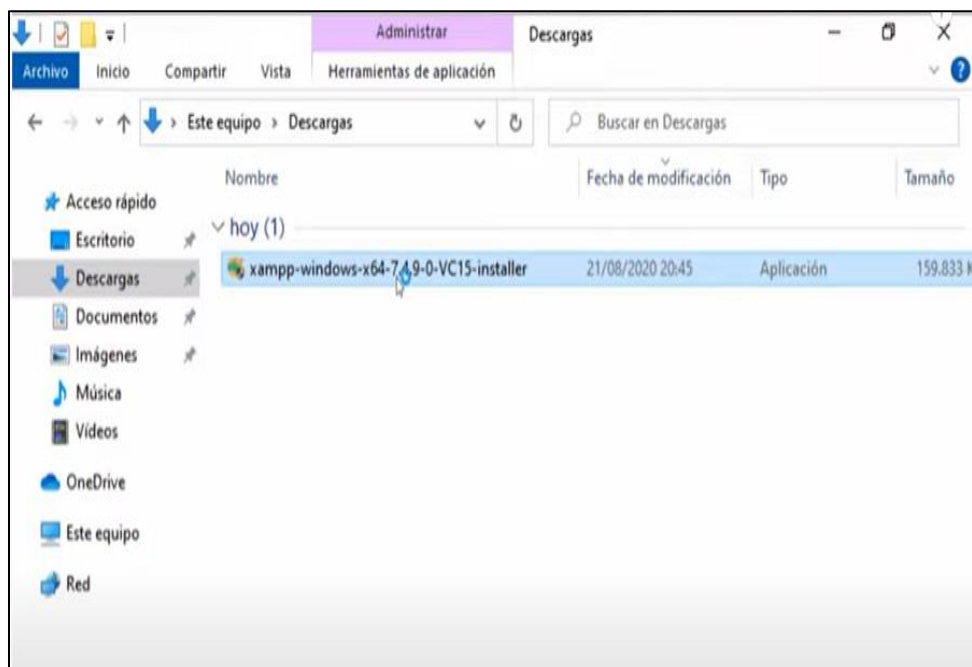 Administrar
Descargas
Archivo Inicio Compartir Vista Herramientas de aplicación
Este equipo > Descargas
Buscar en Descargas
Nombre Fecha de modificación Tipo Tamaño
Acceso rápido
hoy (1)
Escritorio
xampp-windows-x64-7.4.9-0-VC15-installer 21/08/2020 20:45 Aplicación 159.833 K
Descargas
Documentos
Imágenes
Música
Vídeos
OneDrive
Este equipo
Red